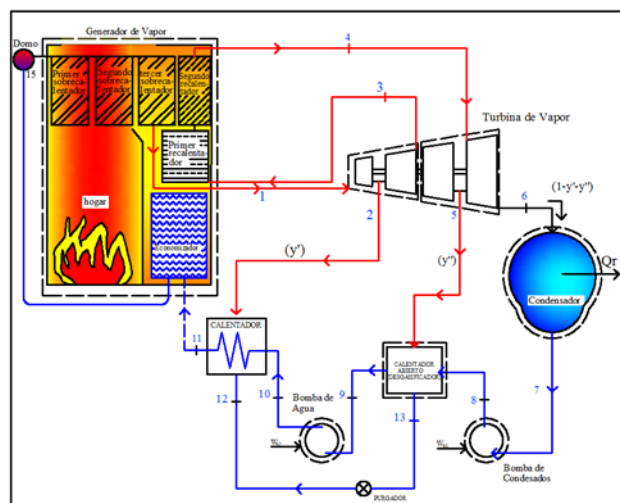 Generador de Vapor
Domo
15
Primer
sobreca-
lentador
Segundo
sobreca-
lentador
tercer
sobreca-
lentador
Segundo
recalen-
tador
Primer
recalenta-
dor
hogar
Economizador
4
3
1
2
5
6
Turbina de Vapor
(1-y'-y'')
(y')
(y'')
Condensador
Qr
CALENTADOR
CALENTADOR
ABIERTO
DESGASIFICADOR
11
12
10
9
13
8
7
Bomba de
Agua
Bomba de
Condesados
PURGADOR